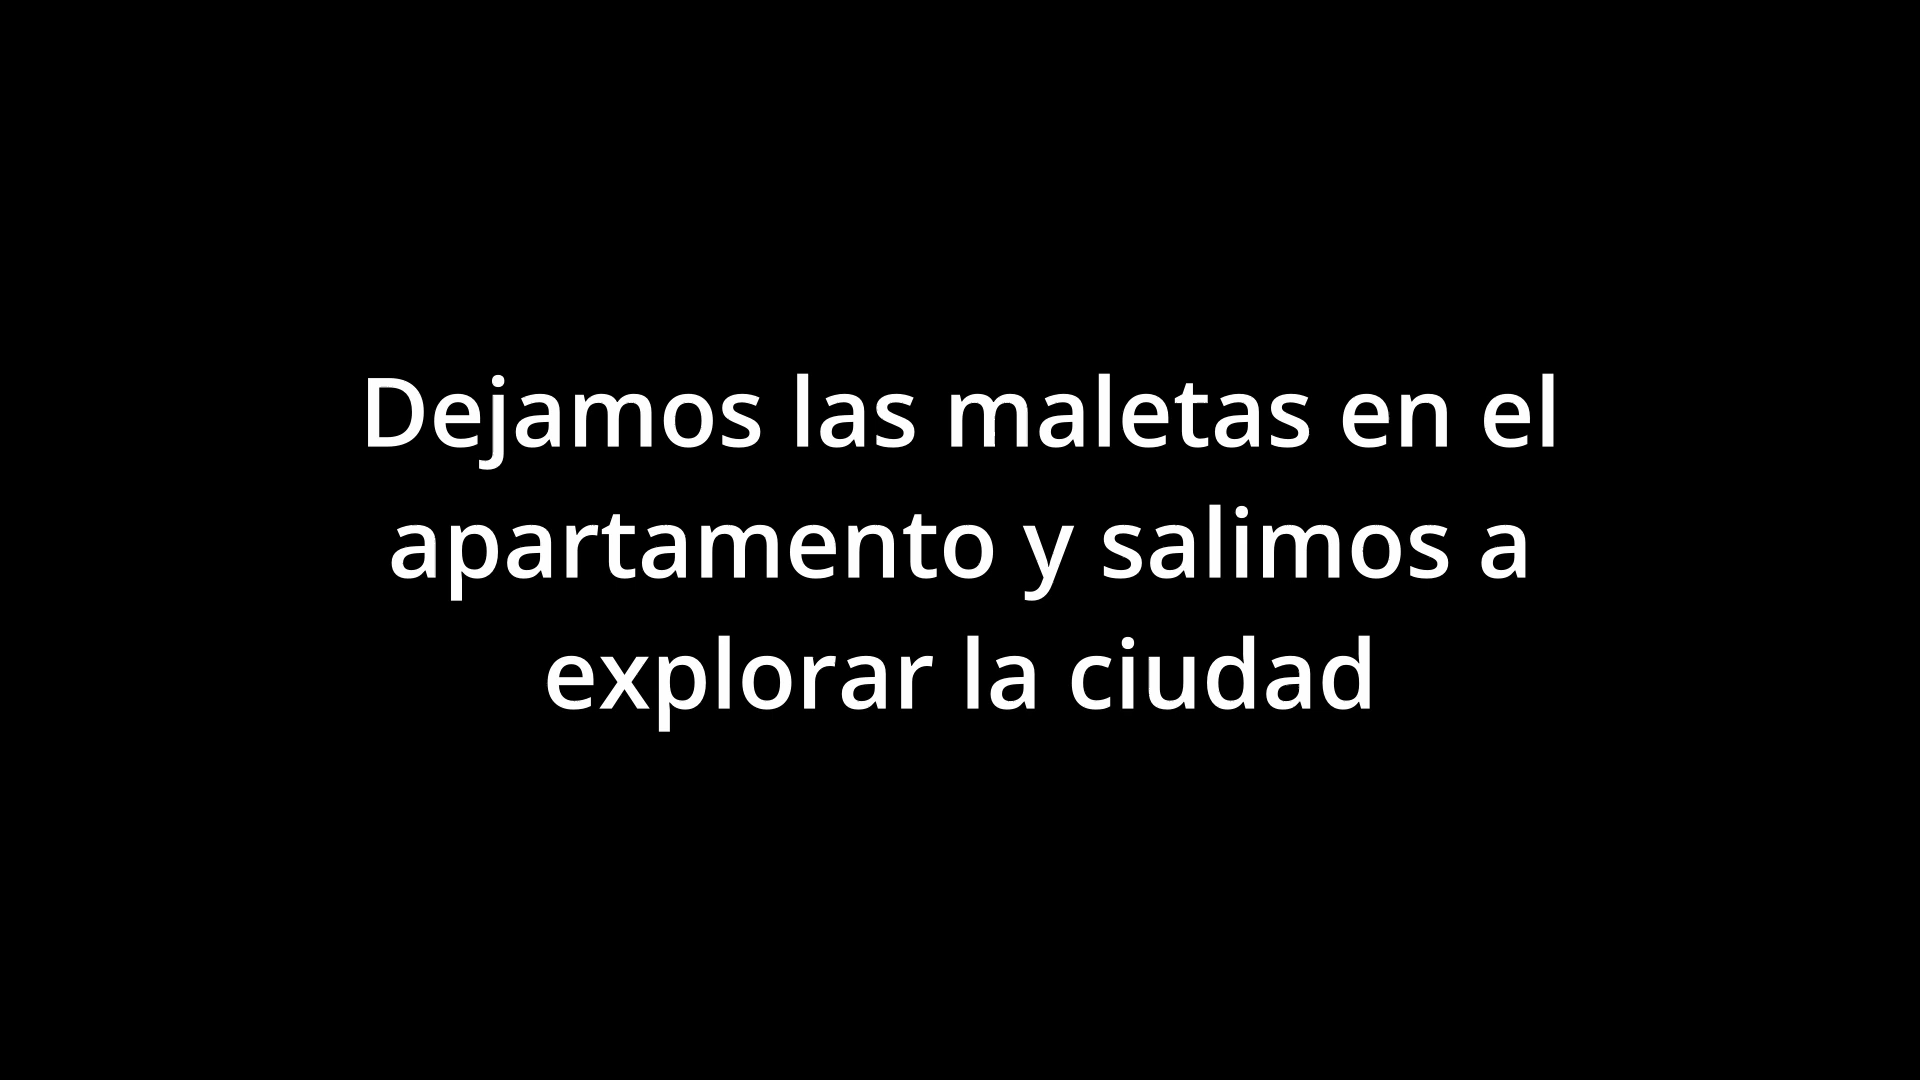 Dejamos las maletas en el
apartamento y salimos a
explorar la ciudad